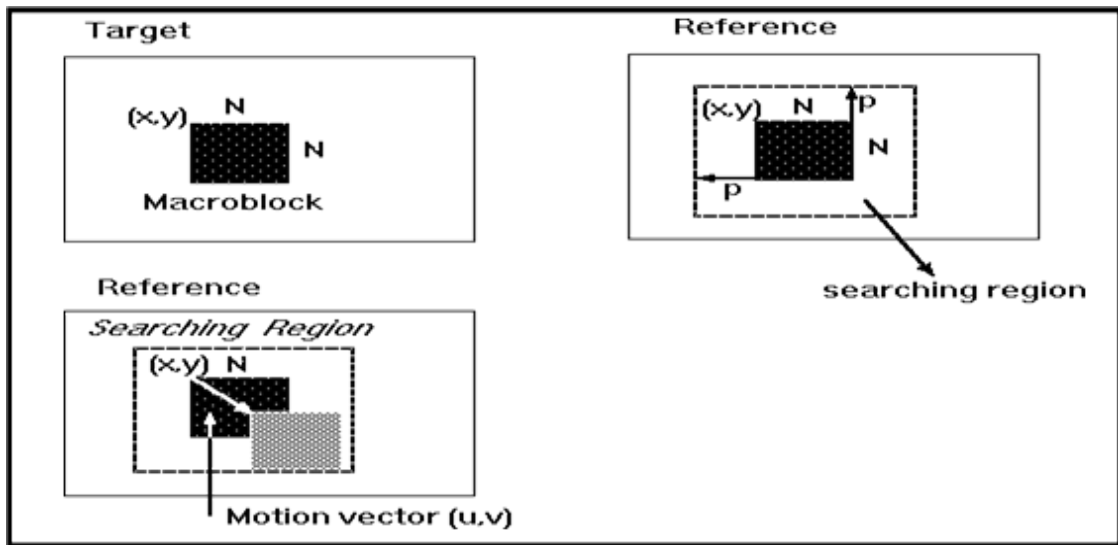 Target
(x,y) N
N
Macroblock
Reference
(x,y) N p
N
p
searching region
Reference
Searching Region
(x,y) N
Motion vector (u,v)